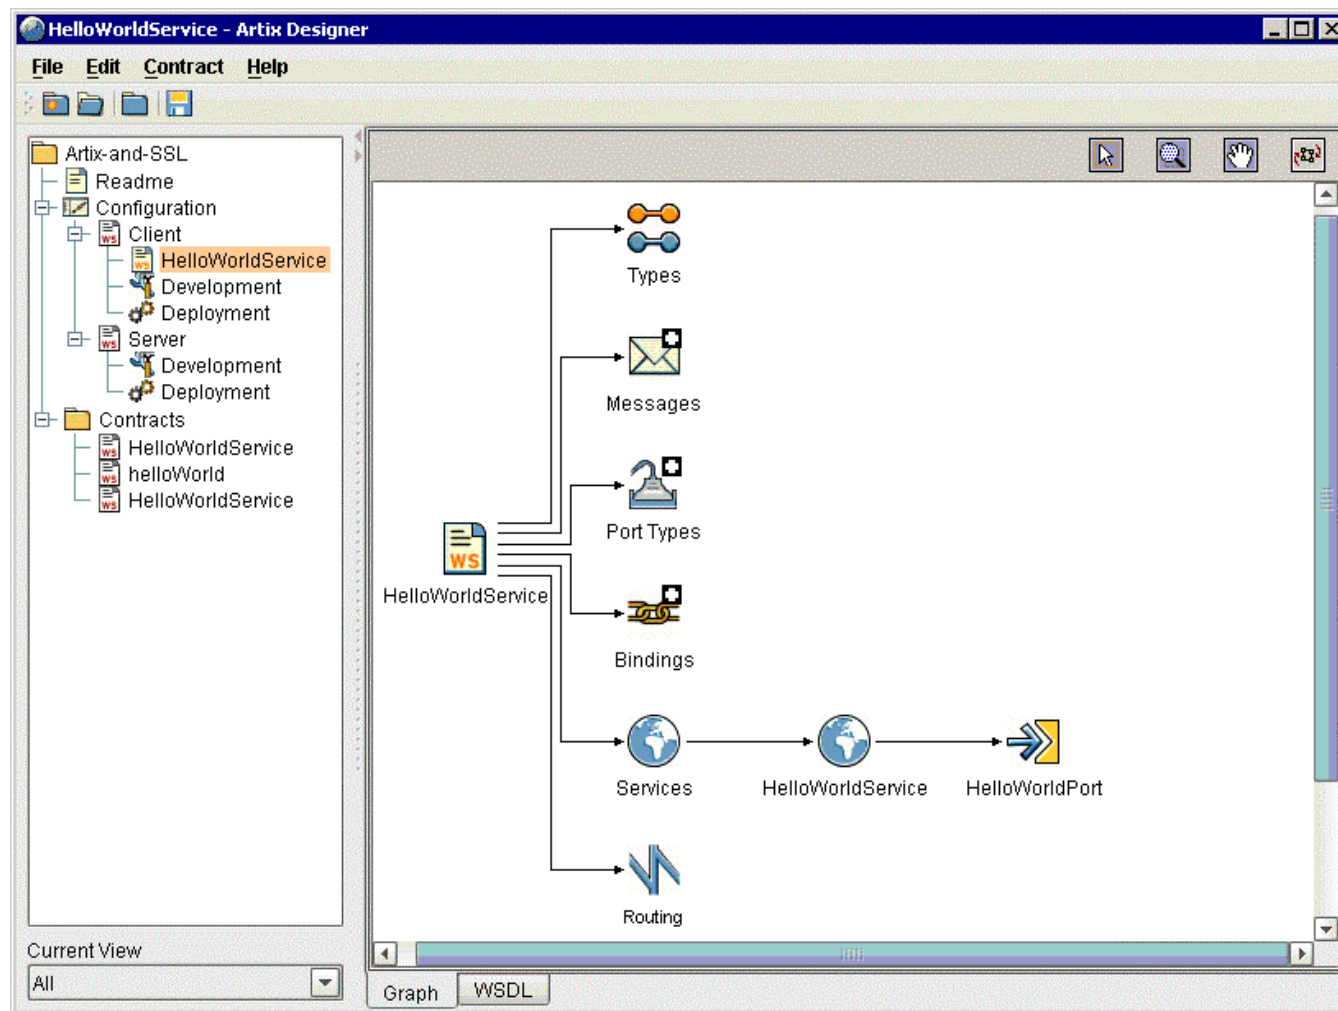 HelloWorldService - Artix Designer
File Edit Contract Help
Artix-and-SSL
Readme
Configuration
Client
HelloWorldService
Development
Deployment
Server
Development
Deployment
Contracts
HelloWorldService
helloWorld
HelloWorldService
Current View
All
Types
Messages
Port Types
WS
HelloWorldService
Bindings
Services HelloWorldService HelloWorldPort
Routing
Graph WSDL